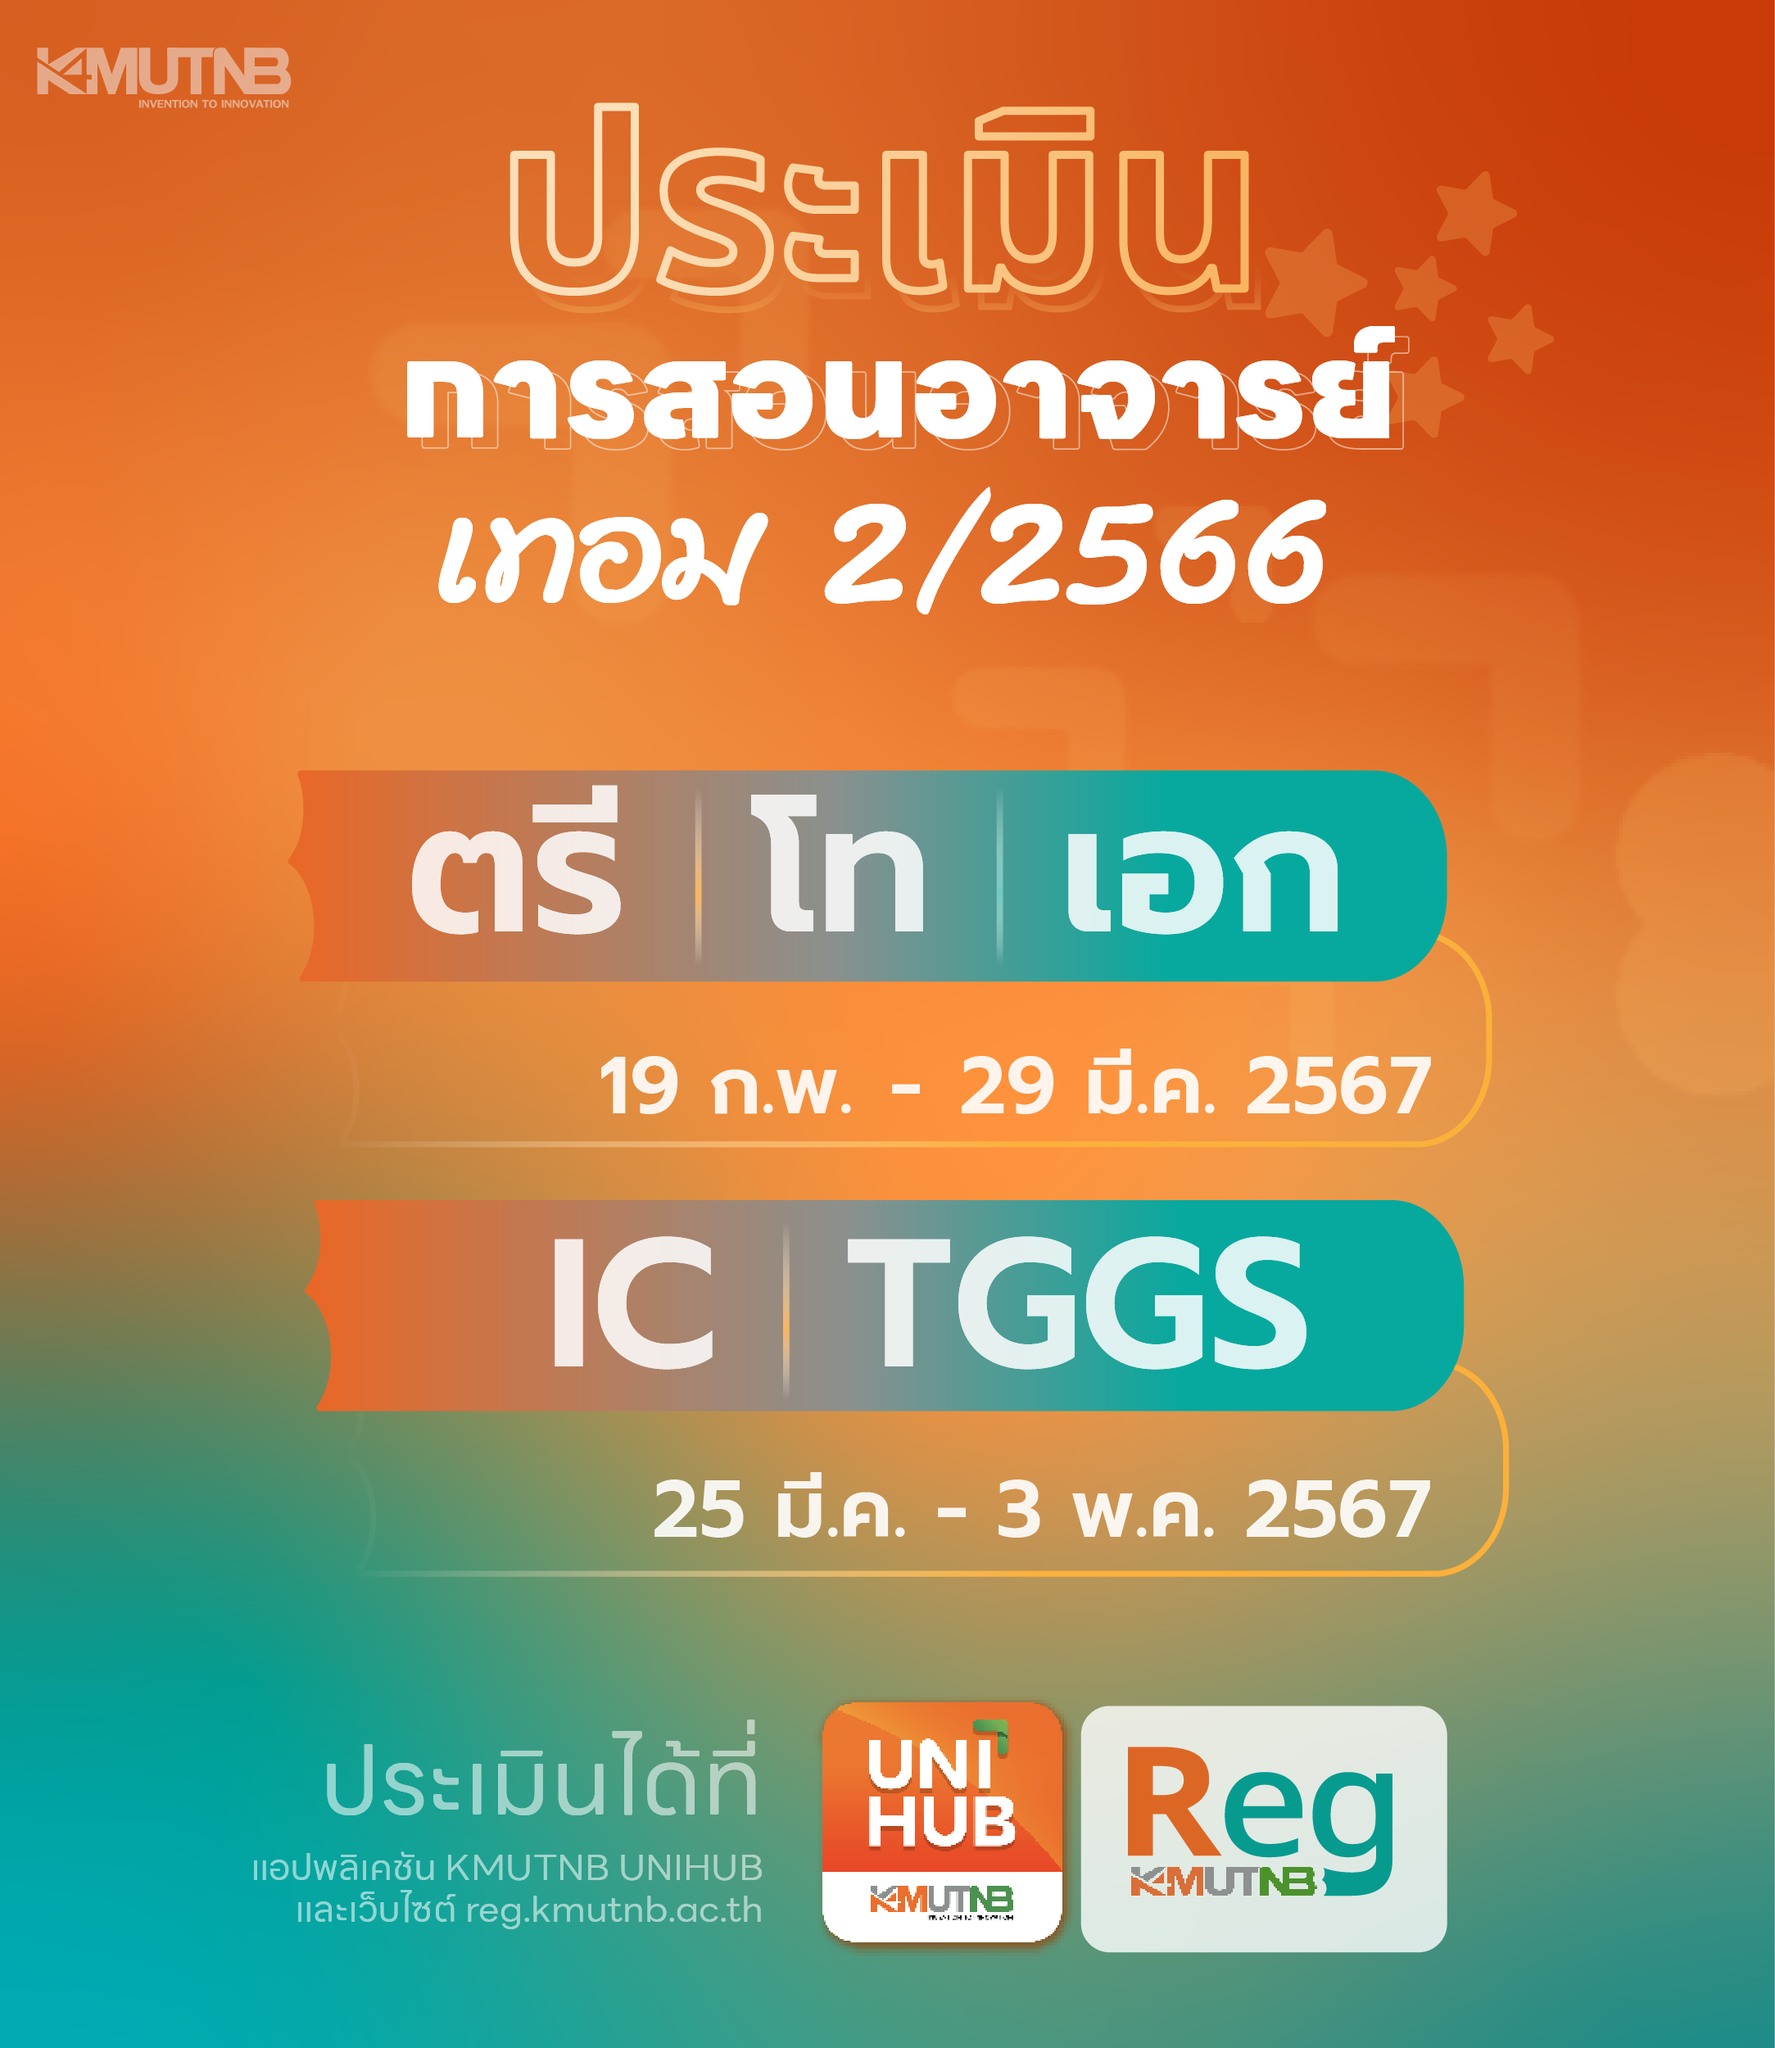 KMUTNB
INVENTION TO INNOVATION
ประเมิน
การสอนอาจารย์
เทอม 2/2566
ตรี โท เอก
19 ก.พ. - 29 มี.ค. 2567
IC TGGS
25 มี.ค. - 3 พ.ค. 2567
ประเมินได้ที่
แอปพลิเคชัน KMUTNB UNIHUB
และเว็บไซต์ reg.kmutnb.ac.th
UNI
HUB
KMUTNB
Reg
KMUTNB